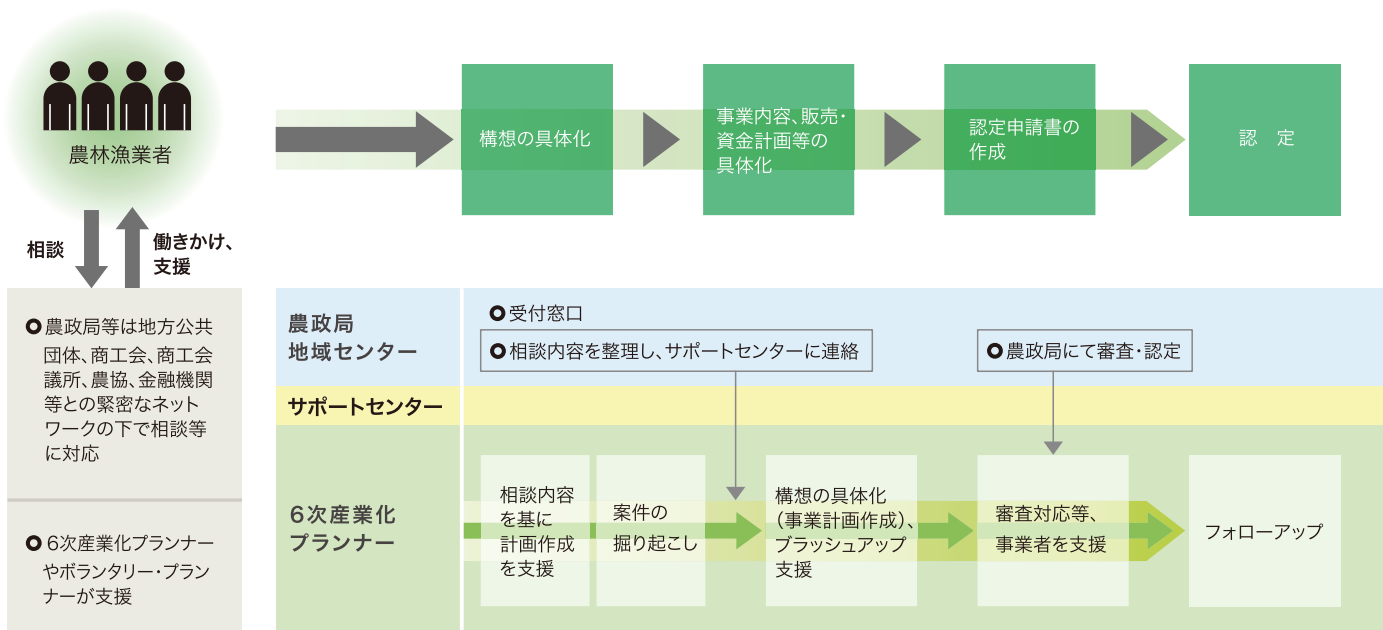 農林漁業者
相談
働きかけ、
支援
農政局等は地方公共
団体、商工会、商工会
議所、農協、金融機関
等との緊密なネット
ワークの下で相談等
に対応
6次産業化プランナー
やボランタリー・プラン
ナーが支援
構想の具体化
事業内容、販売・
資金計画等の
具体化
認定申請書の
作成
認 定
農政局
地域センター
受付窓口
相談内容を整理し、サポートセンターに連絡
農政局にて審査・認定
サポートセンター
6次産業化
プランナー
相談内容
を基に
計画作成
を支援
案件の
掘り起こし
構想の具体化
（事業計画作成）、
ブラッシュアップ
支援
審査対応等、
事業者を支援
フォローアップ